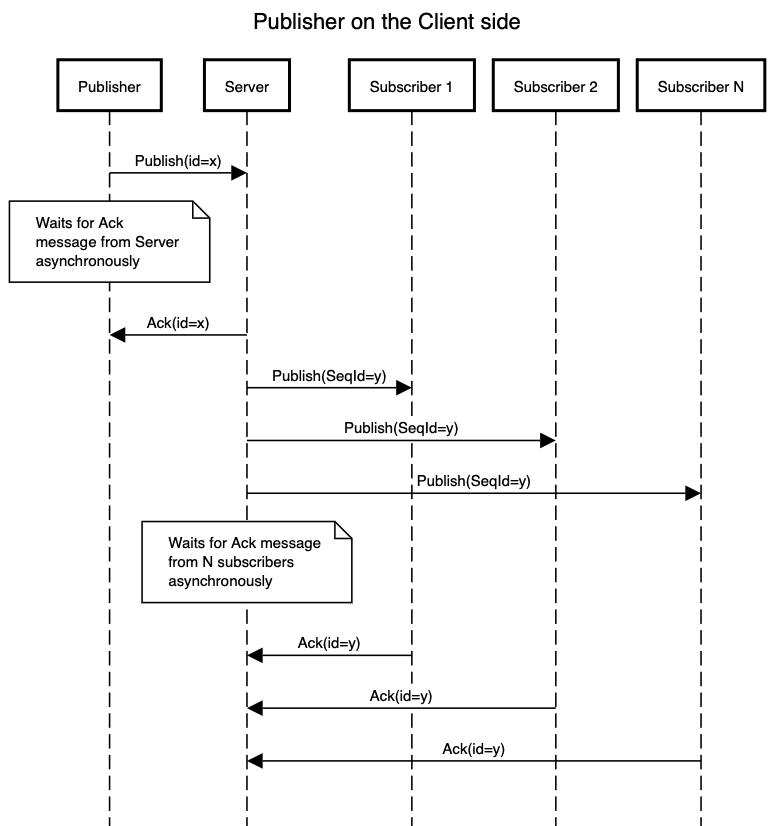 Publisher on the Client side
Publisher
Server
Subscriber 1
Subscriber 2
Subscriber N
Publish(id=x)
Waits for Ack
message from Server
asynchronously
Ack(id=x)
Publish(SeqId=y)
Publish(SeqId=y)
Publish(SeqId=y)
Waits for Ack message
from N subscribers
asynchronously
Ack(id=y)
Ack(id=y)
Ack(id=y)